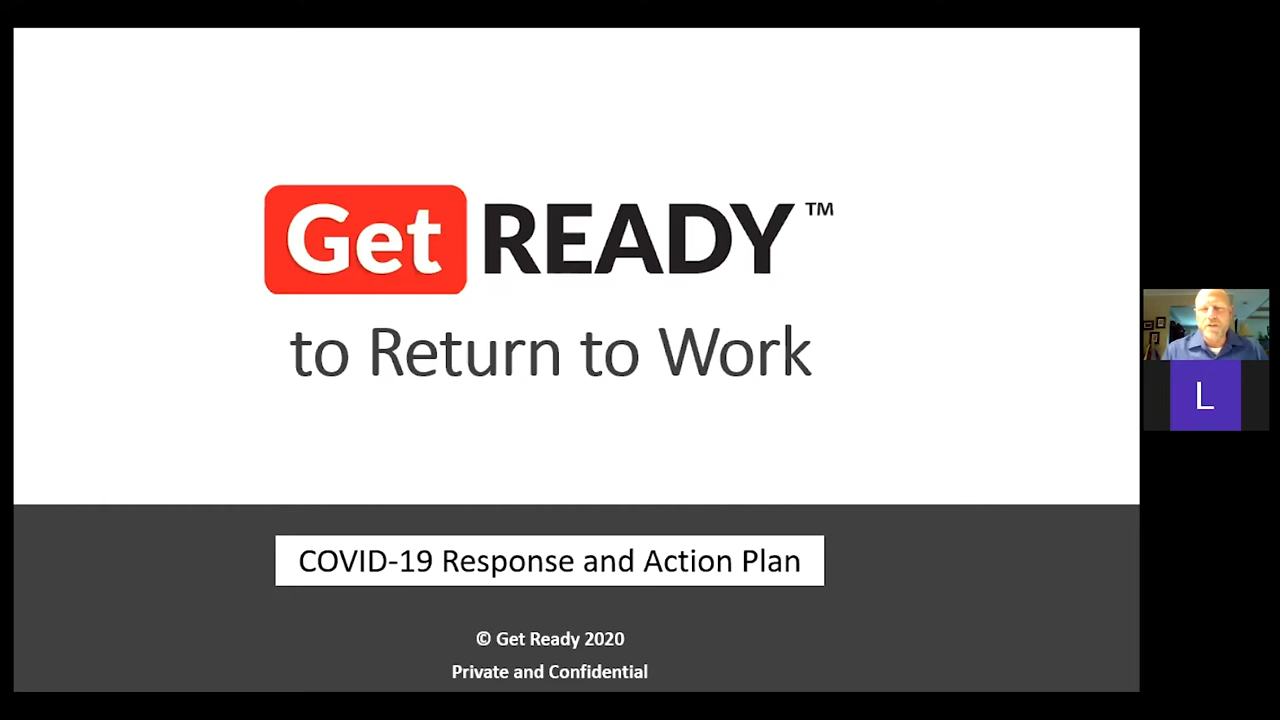 Get READY™
to Return to Work
COVID-19 Response and Action Plan
© Get Ready 2020
Private and Confidential
L